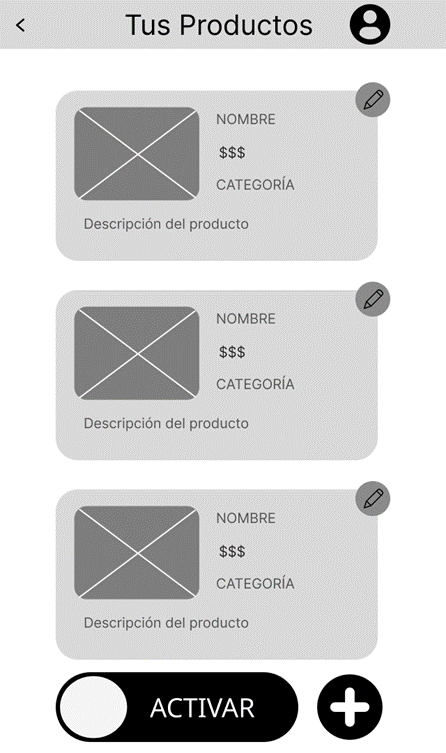 Tus Productos
NOMBRE
$$$
CATEGORÍA
Descripción del producto
NOMBRE
$$$
CATEGORÍA
Descripción del producto
NOMBRE
$$$
CATEGORÍA
Descripción del producto
ACTIVAR